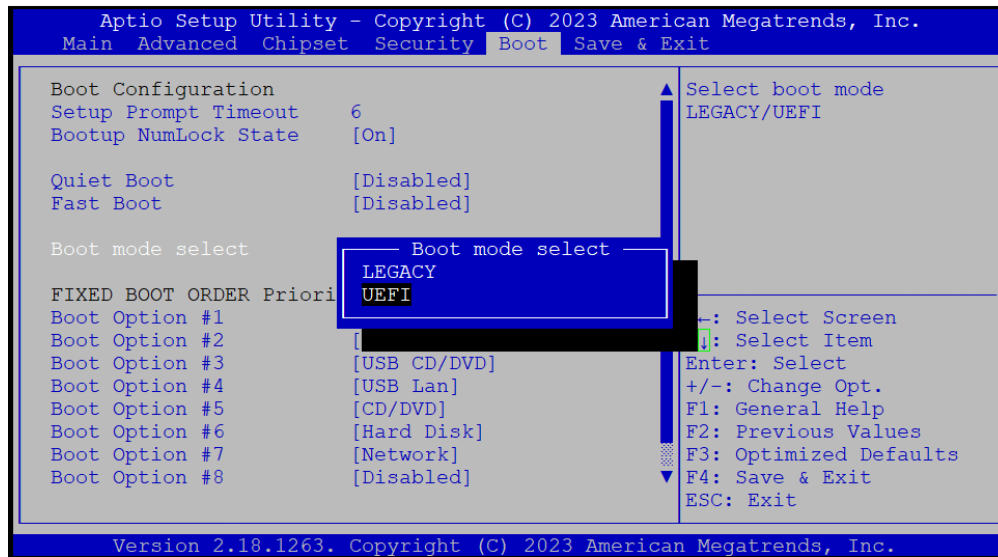 Aptio Setup Utility – Copyright (C) 2023 American Megatrends, Inc.
Main Advanced Chipset Security Boot Save & Exit
Boot Configuration
Setup Prompt Timeout 6
Bootup NumLock State [On]
Quiet Boot [Disabled]
Fast Boot [Disabled]
Boot mode select
FIXED BOOT ORDER Priori
Boot Option #1
Boot Option #2 [
Boot Option #3 [USB CD/DVD]
Boot Option #4 [USB Lan]
Boot Option #5 [CD/DVD]
Boot Option #6 [Hard Disk]
Boot Option #7 [Network]
Boot Option #8 [Disabled]
Boot mode select
LEGACY
UEFI
Select boot mode
LEGACY/UEFI
←: Select Screen
↓: Select Item
Enter: Select
+/-: Change Opt.
F1: General Help
F2: Previous Values
F3: Optimized Defaults
F4: Save & Exit
ESC: Exit
Version 2.18.1263. Copyright (C) 2023 American Megatrends, Inc.